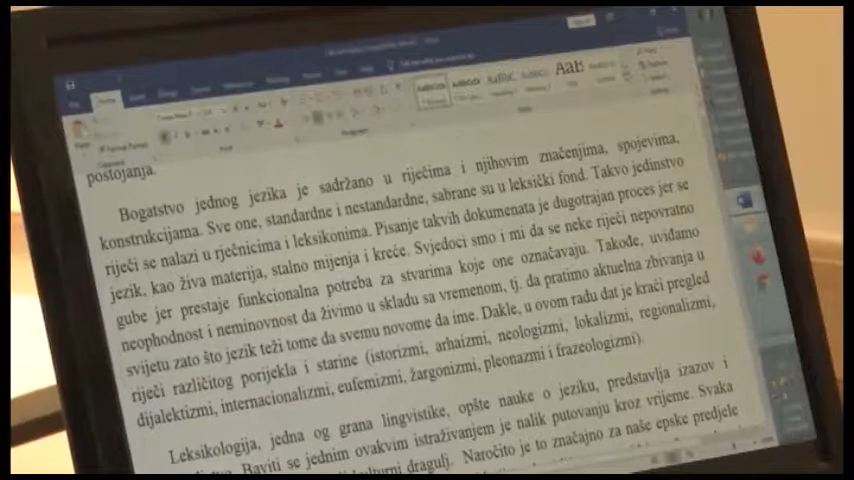 postojanja.
Bogatstvo jednog jezika je sadržano u riječima i njihovim značenjima, spojevima,
konstrukcijama. Sve one, standardne i nestandardne, sabrane su u leksički fond. Takvo jedinstvo
riječi se nalazi u rječnicima i leksikonima. Pisanje takvih dokumenata je dugotrajan proces jer se
jezik, kao živa materija, stalno mijenja i kreće. Svjedoci smo i mi da se neke riječi nepovratno
gube jer prestaje funkcionalna potreba za stvarima koje one označavaju. Takođe, uviđamo
neophodnost i neminovnost da živimo u skladu sa vremenom, tj. da pratimo aktuelna zbivanja u
svijetu zato što jezik teži tome da svemu novome da ime. Dakle, u ovom radu dat je kraći pregled
riječi različitog porijekla i starine (istorizmi, arhaizmi, neologizmi, lokalizmi, regionalizmi,
dijalektizmi, internacionalizmi, eufemizmi, žargonizmi, pleonazmi i frazeologizmi).
Leksikologija, jedna og grana lingvistike, opšte nauke o jeziku, predstavlja izazov i
Baviti se jednim ovakvim istraživanjem je nalik putovanju kroz vrijeme. Svaka
dragulj. Naročito je to značajno za naše epske predjele